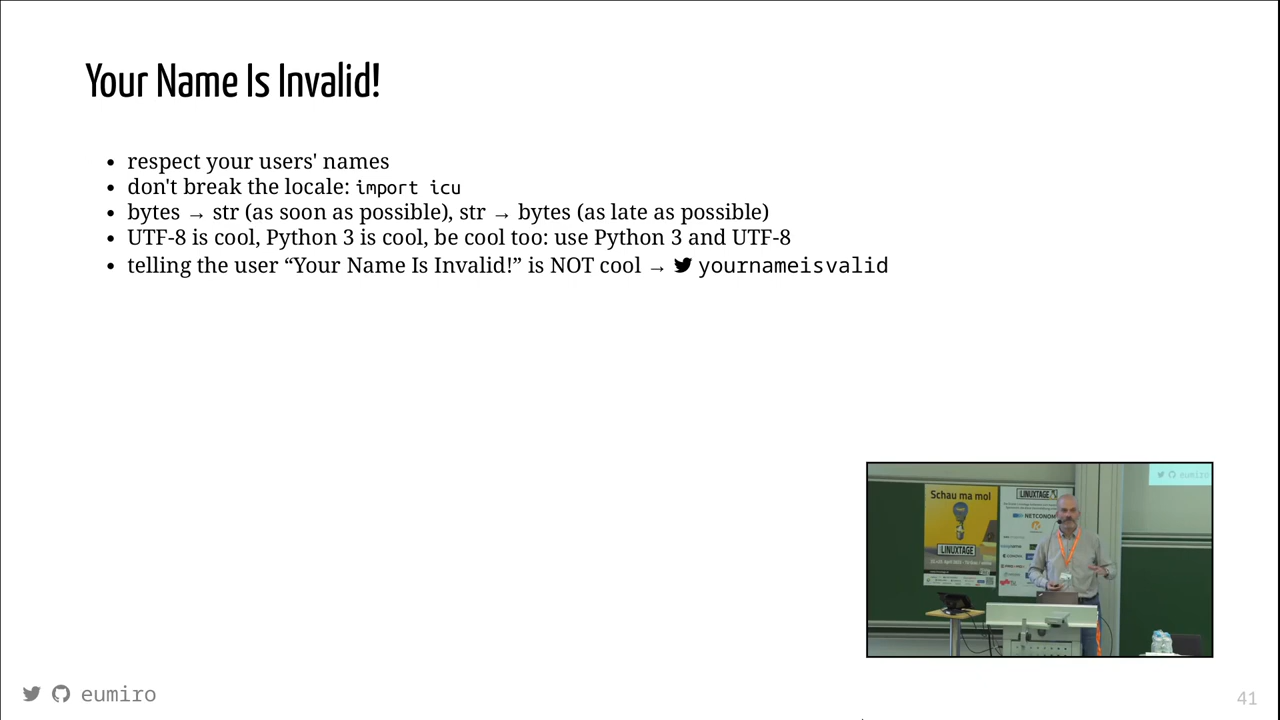 Your Name Is Invalid!
• respect your users' names
• don't break the locale: import icu
• bytes → str (as soon as possible), str → bytes (as late as possible)
• UTF-8 is cool, Python 3 is cool, be cool too: use Python 3 and UTF-8
• telling the user “Your Name Is Invalid!” is NOT cool → yournameisvalid
eumiro
Schau ma mol
LINUXTAGE
LINUXTAGE
NETCONOM
eumiro
41